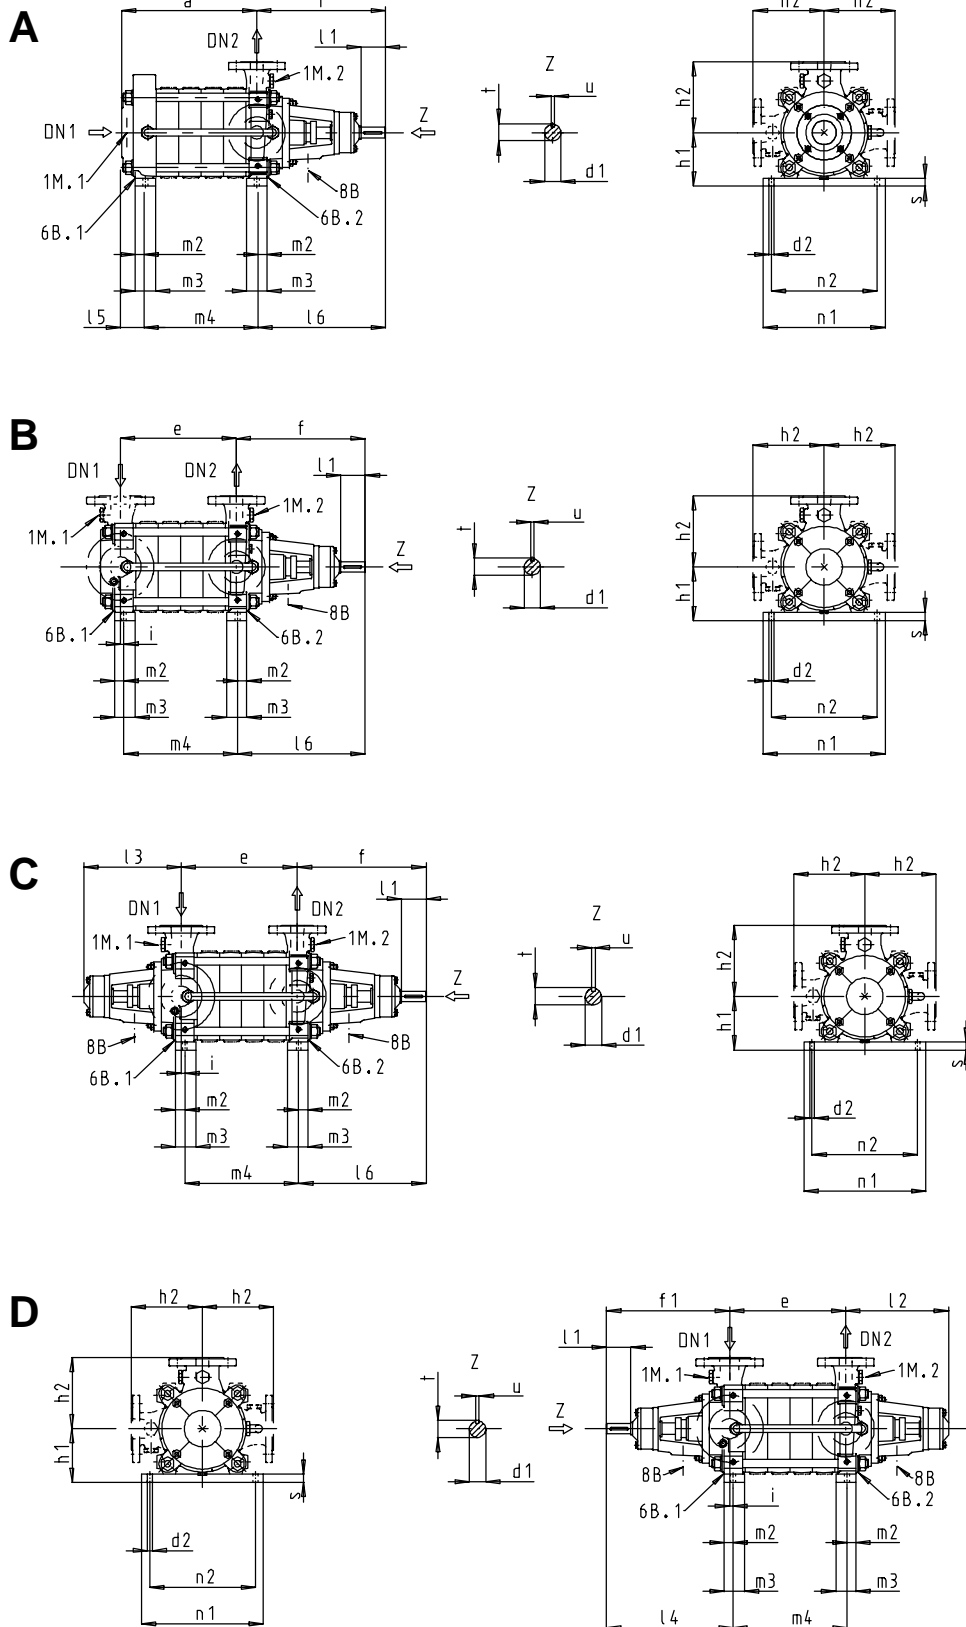 A
a
f
l1
DN2
1M.2
DN1
Z
1M.1
8B
6B.1
6B.2
m2
m2
m3
m3
l5
m4
l6
Z
t
u
d1
h2
h2
h2
h1
s
d2
n2
n1
B
e
f
DN1
DN2
l1
1M.1
1M.2
Z
8B
6B.1
6B.2
i
m2
m2
m3
m3
m4
l6
Z
t
u
d1
h2
h2
h2
h1
s
d2
n2
n1
C
l3
e
f
l1
DN1
DN2
1M.1
1M.2
Z
8B
8B
6B.1
6B.2
i
m2
m2
m3
m3
m4
l6
Z
t
u
d1
h2
h2
h2
h1
s
d2
n2
n1
D
h2
h2
h2
h1
s
d2
n2
n1
Z
t
u
d1
f1
e
l2
l1
DN1
DN2
1M.1
1M.2
Z
8B
8B
6B.1
6B.2
i
m2
m2
m3
m3
l4
m4